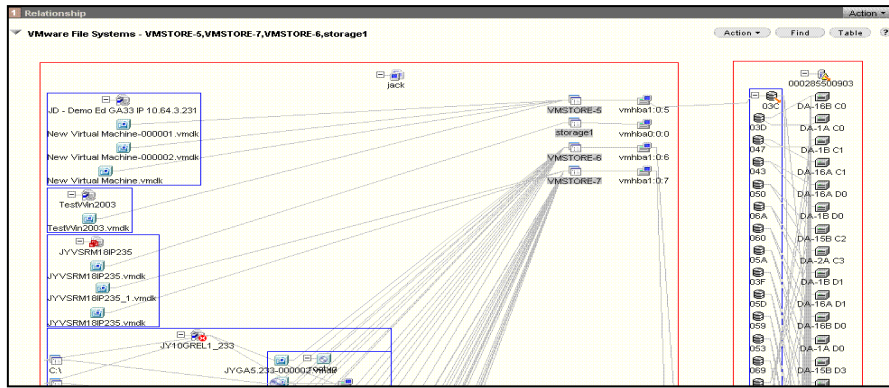 1 Relationship
Action
VMware File Systems - VMSTORE-5,VMSTORE-7,VMSTORE-6,storage1
Action
Find
Table
?
jack
JD - Demo Ed GA33 IP 10.64.3.231
New Virtual Machine-000001.vmdk
New Virtual Machine-000002.vmdk
New Virtual Machine.vmdk
TestWin2003
TestWin2003.vmdk
JYVSRM18IP235
JYVSRM18IP235.vmdk
JYVSRM18IP235_1.vmdk
JYVSRM18IP235.vmdk
JY10GREL1_233
C:\
VMSTORE-5
vmhba1:0:5
storage1
vmhba0:0:0
VMSTORE-6
vmhba1:0:6
VMSTORE-7
vmhba1:0:7
000285500903
03C
03D
047
043
050
06A
060
05A
03F
05D
059
053
069
DA-16B C0
DA-1A C0
DA-1B C1
DA-16A C1
DA-16A D0
DA-1B D0
DA-15B C2
DA-2A C3
DA-1B D1
DA-16A D1
DA-16B D0
DA-1A D0
DA-15B D3